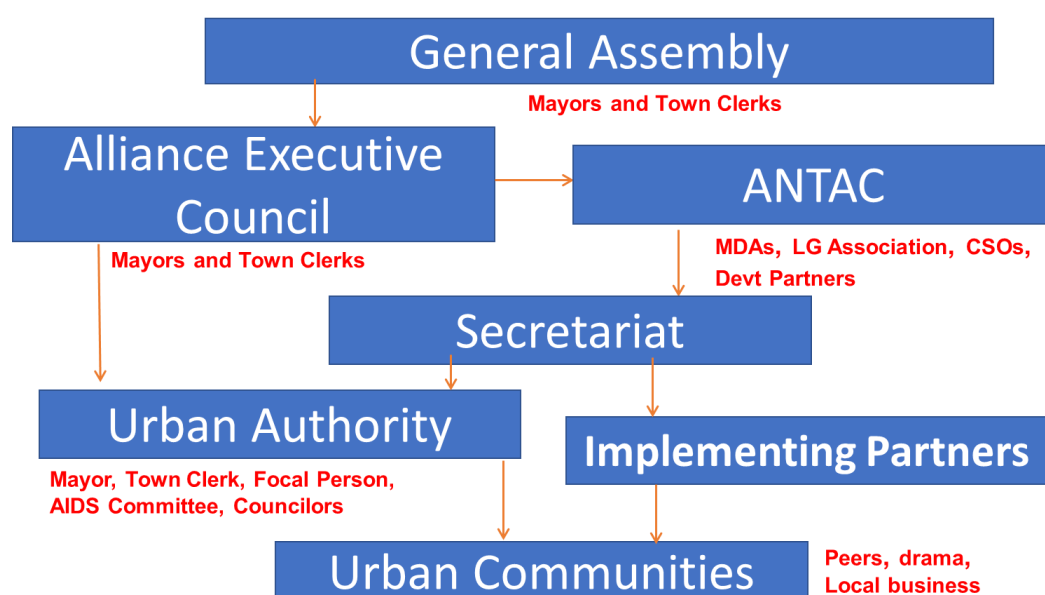 General Assembly
Mayors and Town Clerks
Alliance Executive
Council
ANTAC
Mayors and Town Clerks
MDAs, LG Association, CSOs,
Devt Partners
Secretariat
Urban Authority
Implementing Partners
Mayor, Town Clerk, Focal Person,
AIDS Committee, Councilors
Urban Communities
Peers, drama,
Local business